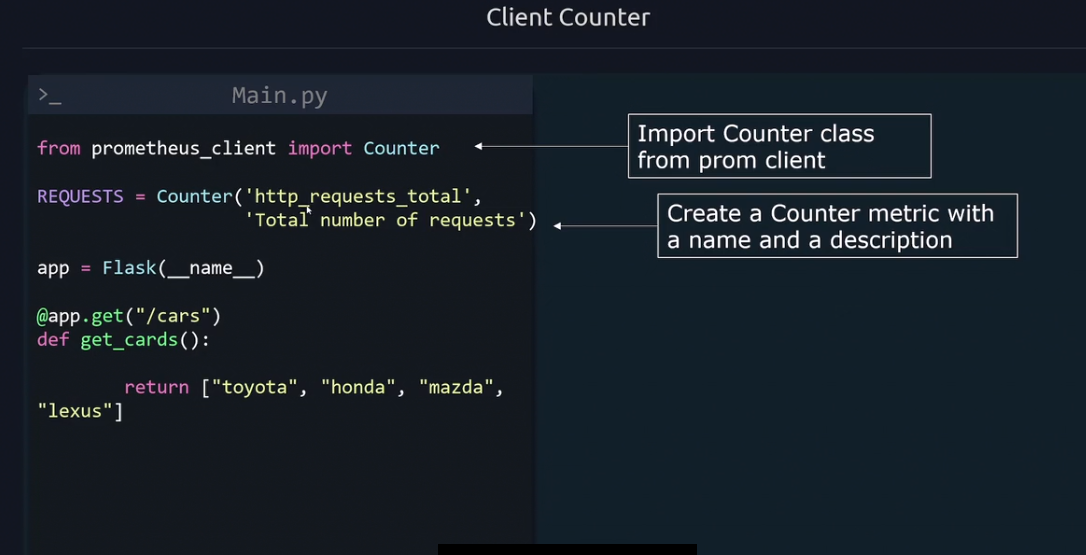 Client Counter
>_ Main.py
from prometheus_client import Counter
Import Counter class
from prom client
REQUESTS = Counter('http_requests_total',
'Total number of requests')
Create a Counter metric with
a name and a description
app = Flask(__name__)
@app.get("/cars")
def get_cards():
return ["toyota", "honda", "mazda",
"lexus"]